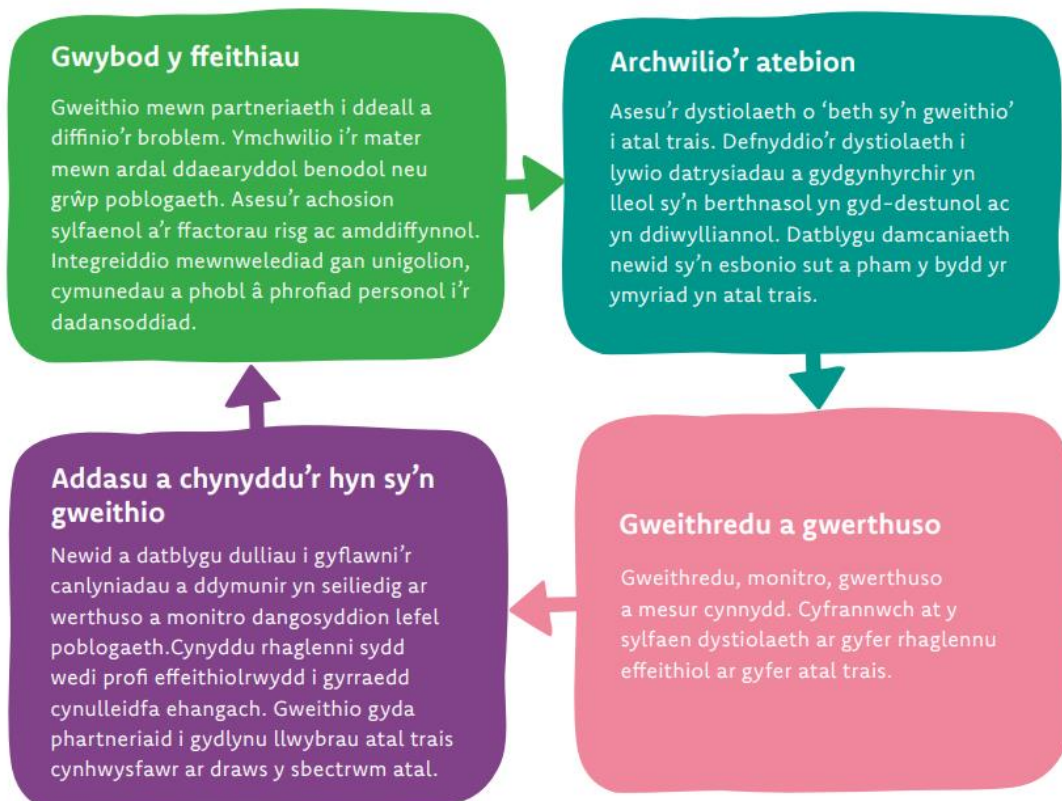 Gwybod y ffeithiau
Gweithio mewn partneriaeth i ddeall a
diffinio'r broblem. Ymchwilio i'r mater
mewn ardal ddaearyddol benodol neu
grŵp poblogaeth. Asesu'r achosion
sylfaenol a'r ffactorau risg ac amddiffynnol.
Integreiddio mewnwelediad gan unigolion,
cymunedau a phobl â phrofiad personol i'r
dadansoddiad.
Archwilio'r atebion
Asesu'r dystiolaeth o 'beth sy'n gweithio'
i atal trais. Defnyddio'r dystiolaeth i
lywio datrysiadau a gydgynhyrchir yn
lleol sy'n berthnasol yn gyd-destunol ac
yn ddiwylliannol. Datblygu damcaniaeth
newid sy'n esbonio sut a pham y bydd yr
ymyriad yn atal trais.
Gweithredu a gwerthuso
Gweithredu, monitro, gwerthuso
a mesur cynnydd. Cyfrannwch at y
sylfaen dystiolaeth ar gyfer rhaglennu
effeithiol ar gyfer atal trais.
Addasu a chynyddu'r hyn sy'n
gweithio
Newid a datblygu dulliau i gyflawni'r
canlyniadau a ddymunir yn seiliedig ar
werthuso a monitro dangosyddion lefel
poblogaeth.Cynyddu rhaglenni sydd
wedi profi effeithiolrwydd i gyrraedd
cynulleidfa ehangach. Gweithio gyda
phartneriaid i gydlynu llwybrau atal trais
cynhwysfawr ar draws y sbectrwm atal.